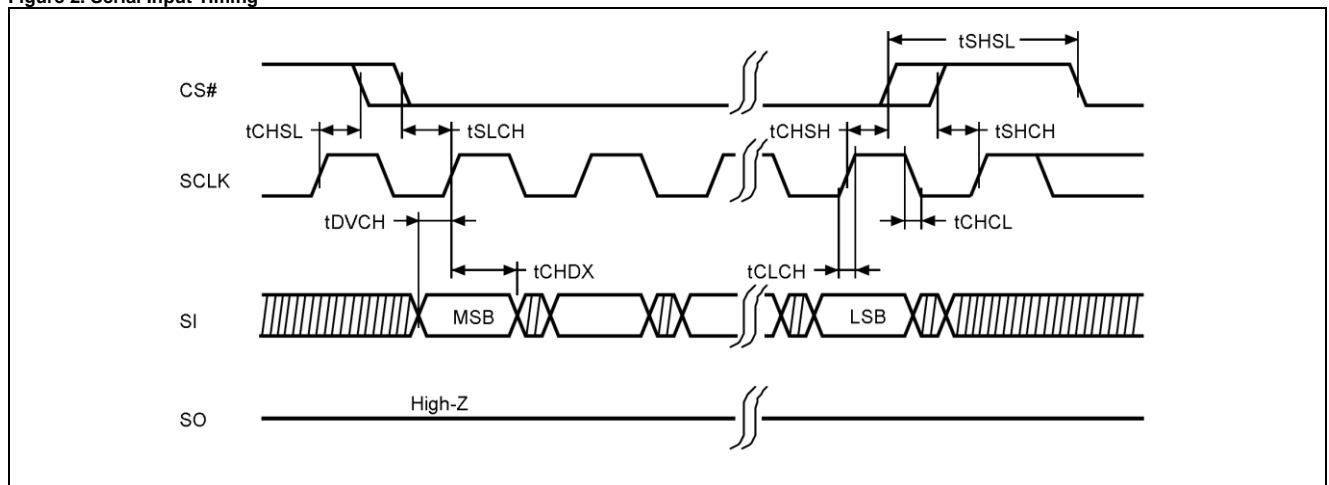 Figure 2. Serial Input Timing
tSHSL
CS#
tCHSL
tSLCH
tCHSH
tSHCH
SCLK
tDVCH
tCHCL
tCHDX
tCLCH
SI
MSB
LSB
High-Z
SO